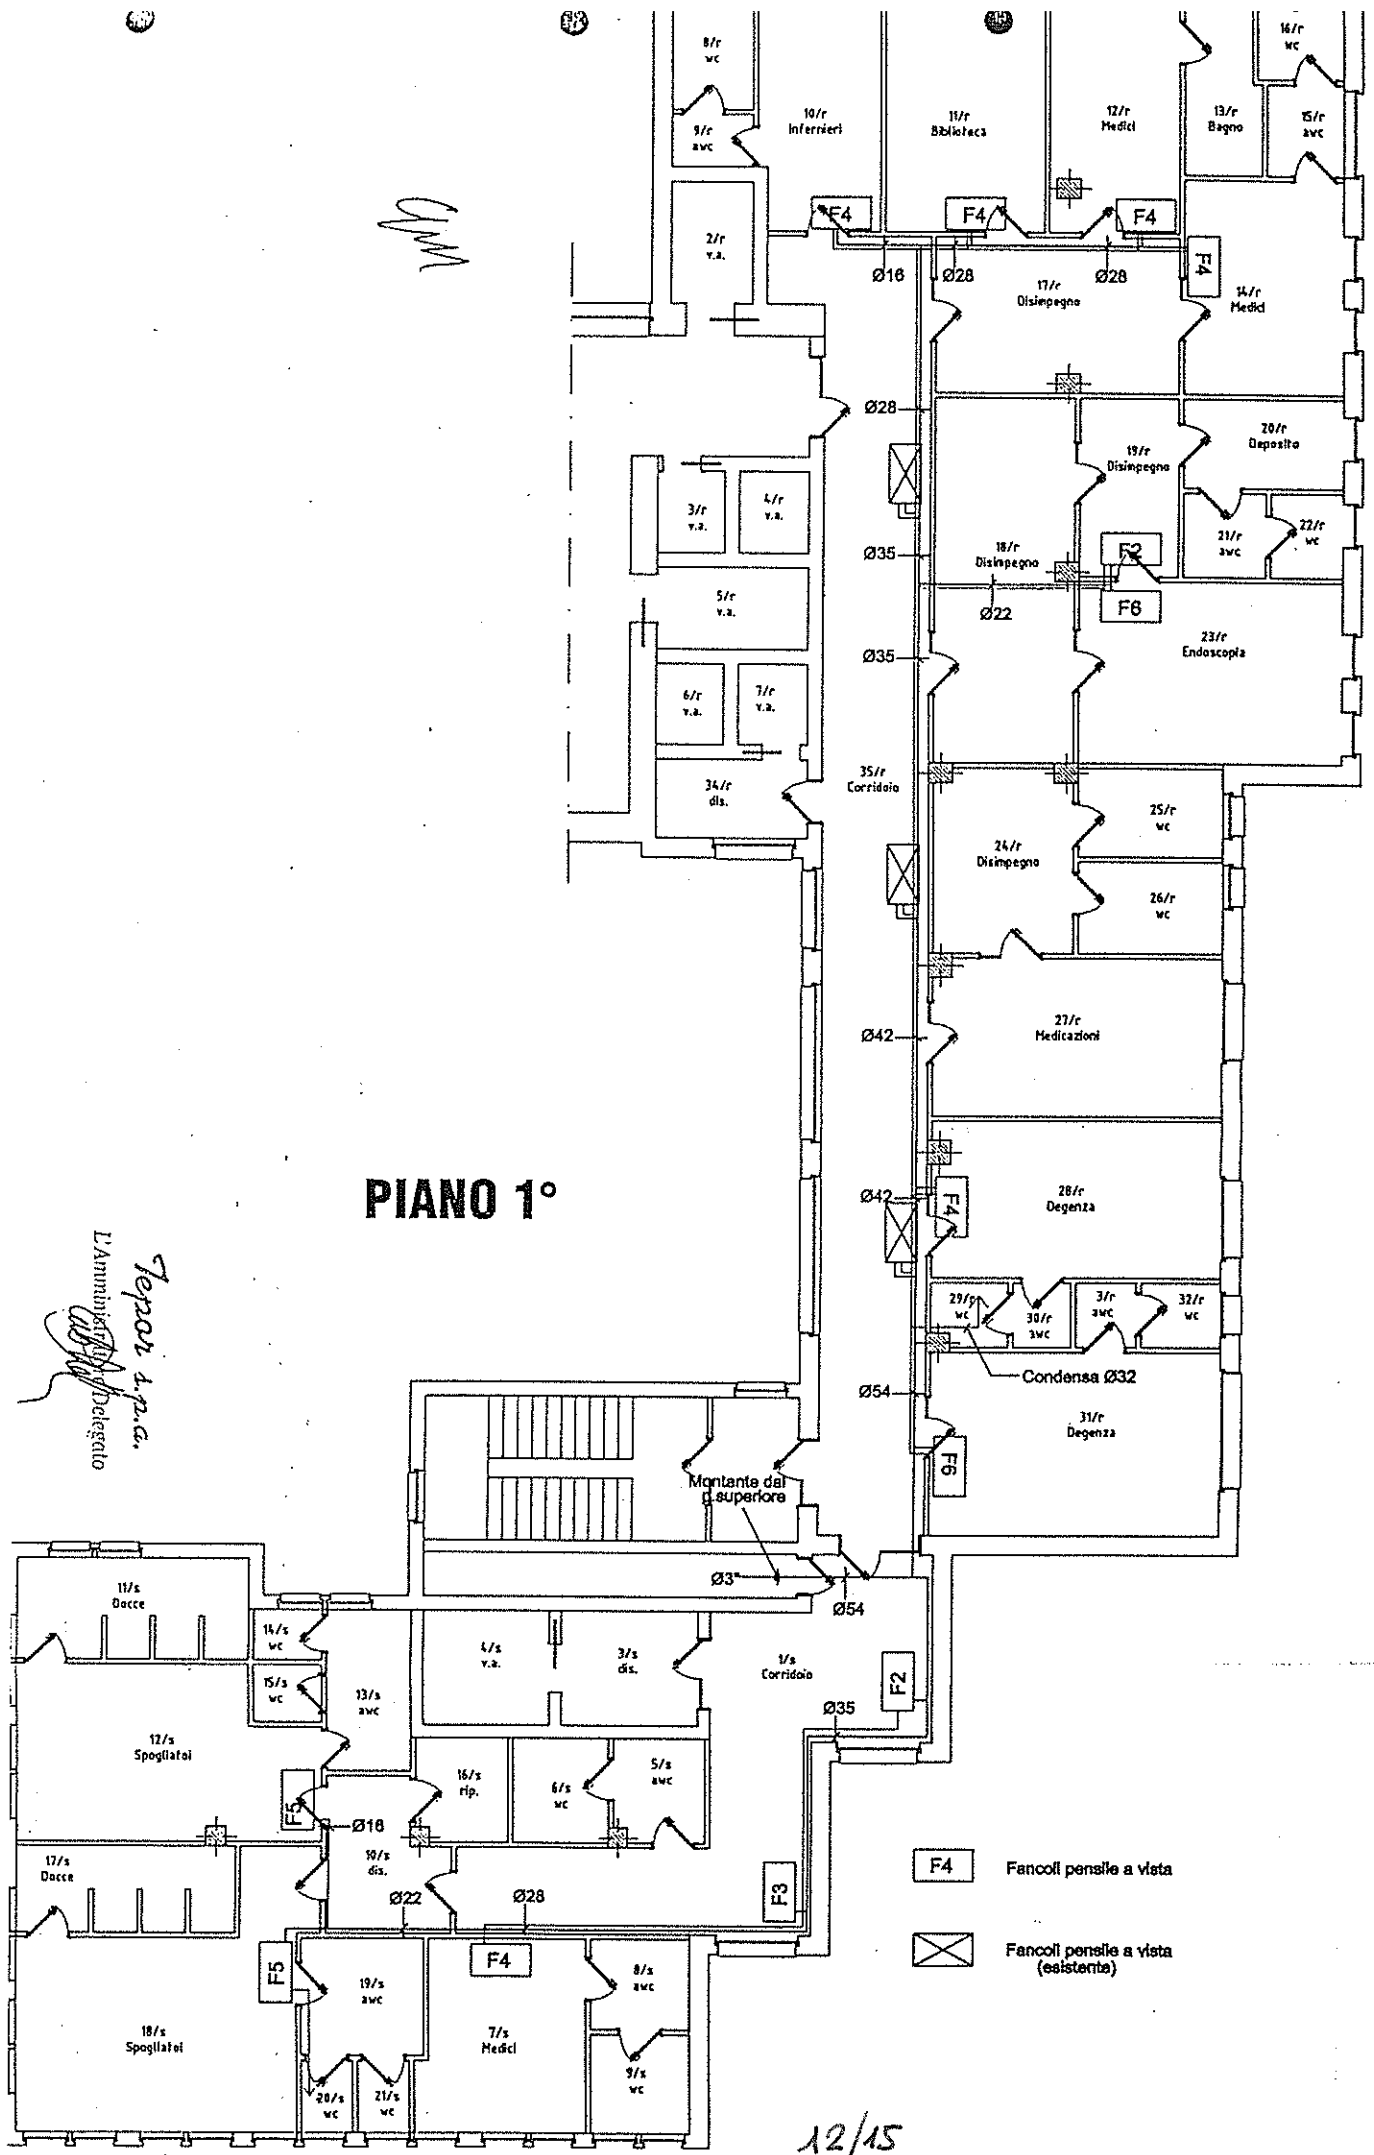 8/r
wc
16/r
wc
9/r
awc
10/r
Infermieri
11/r
Biblioteca
12/r
Medici
13/r
Bagno
15/r
awc
F4
F4
F4
2/r
v.a.
Ø16
Ø28
Ø28
F4
17/r
Disimpegno
14/r
Medici
Ø28
19/r
Disimpegno
20/r
Deposito
3/r
v.a.
4/r
v.a.
21/r
awc
22/r
wc
Ø35
18/r
Disimpegno
F2
5/r
v.a.
Ø22
F6
23/r
Endoscopia
Ø35
6/r
v.a.
7/r
v.a.
35/r
Corridoio
34/r
dis.
25/r
wc
24/r
Disimpegno
26/r
wc
27/r
Medicazioni
Ø42
PIANO 1°
Ø42
F4
28/r
Degenza
29/r
wc
30/r
awc
3/r
awc
32/r
wc
Condensa Ø32
Ø54
31/r
Degenza
F6
Tepor s.p.a.
L'Amministratore Delegato
Montante dal
p.superiore
Ø3"
Ø54
11/s
Docce
14/s
wc
4/s
v.a.
3/s
dis.
1/s
Corridoio
15/s
wc
13/s
awc
F2
Ø35
12/s
Spogliatoi
16/s
rip.
6/s
wc
5/s
awc
F5
Ø16
17/s
Docce
10/s
dis.
F3
F4
Fancoil pensile a vista
Ø22
Ø28
F5
F4
Fancoil pensile a vista
(esistente)
19/s
awc
8/s
awc
18/s
Spogliatoi
7/s
Medici
20/s
wc
21/s
wc
9/s
wc
12/15